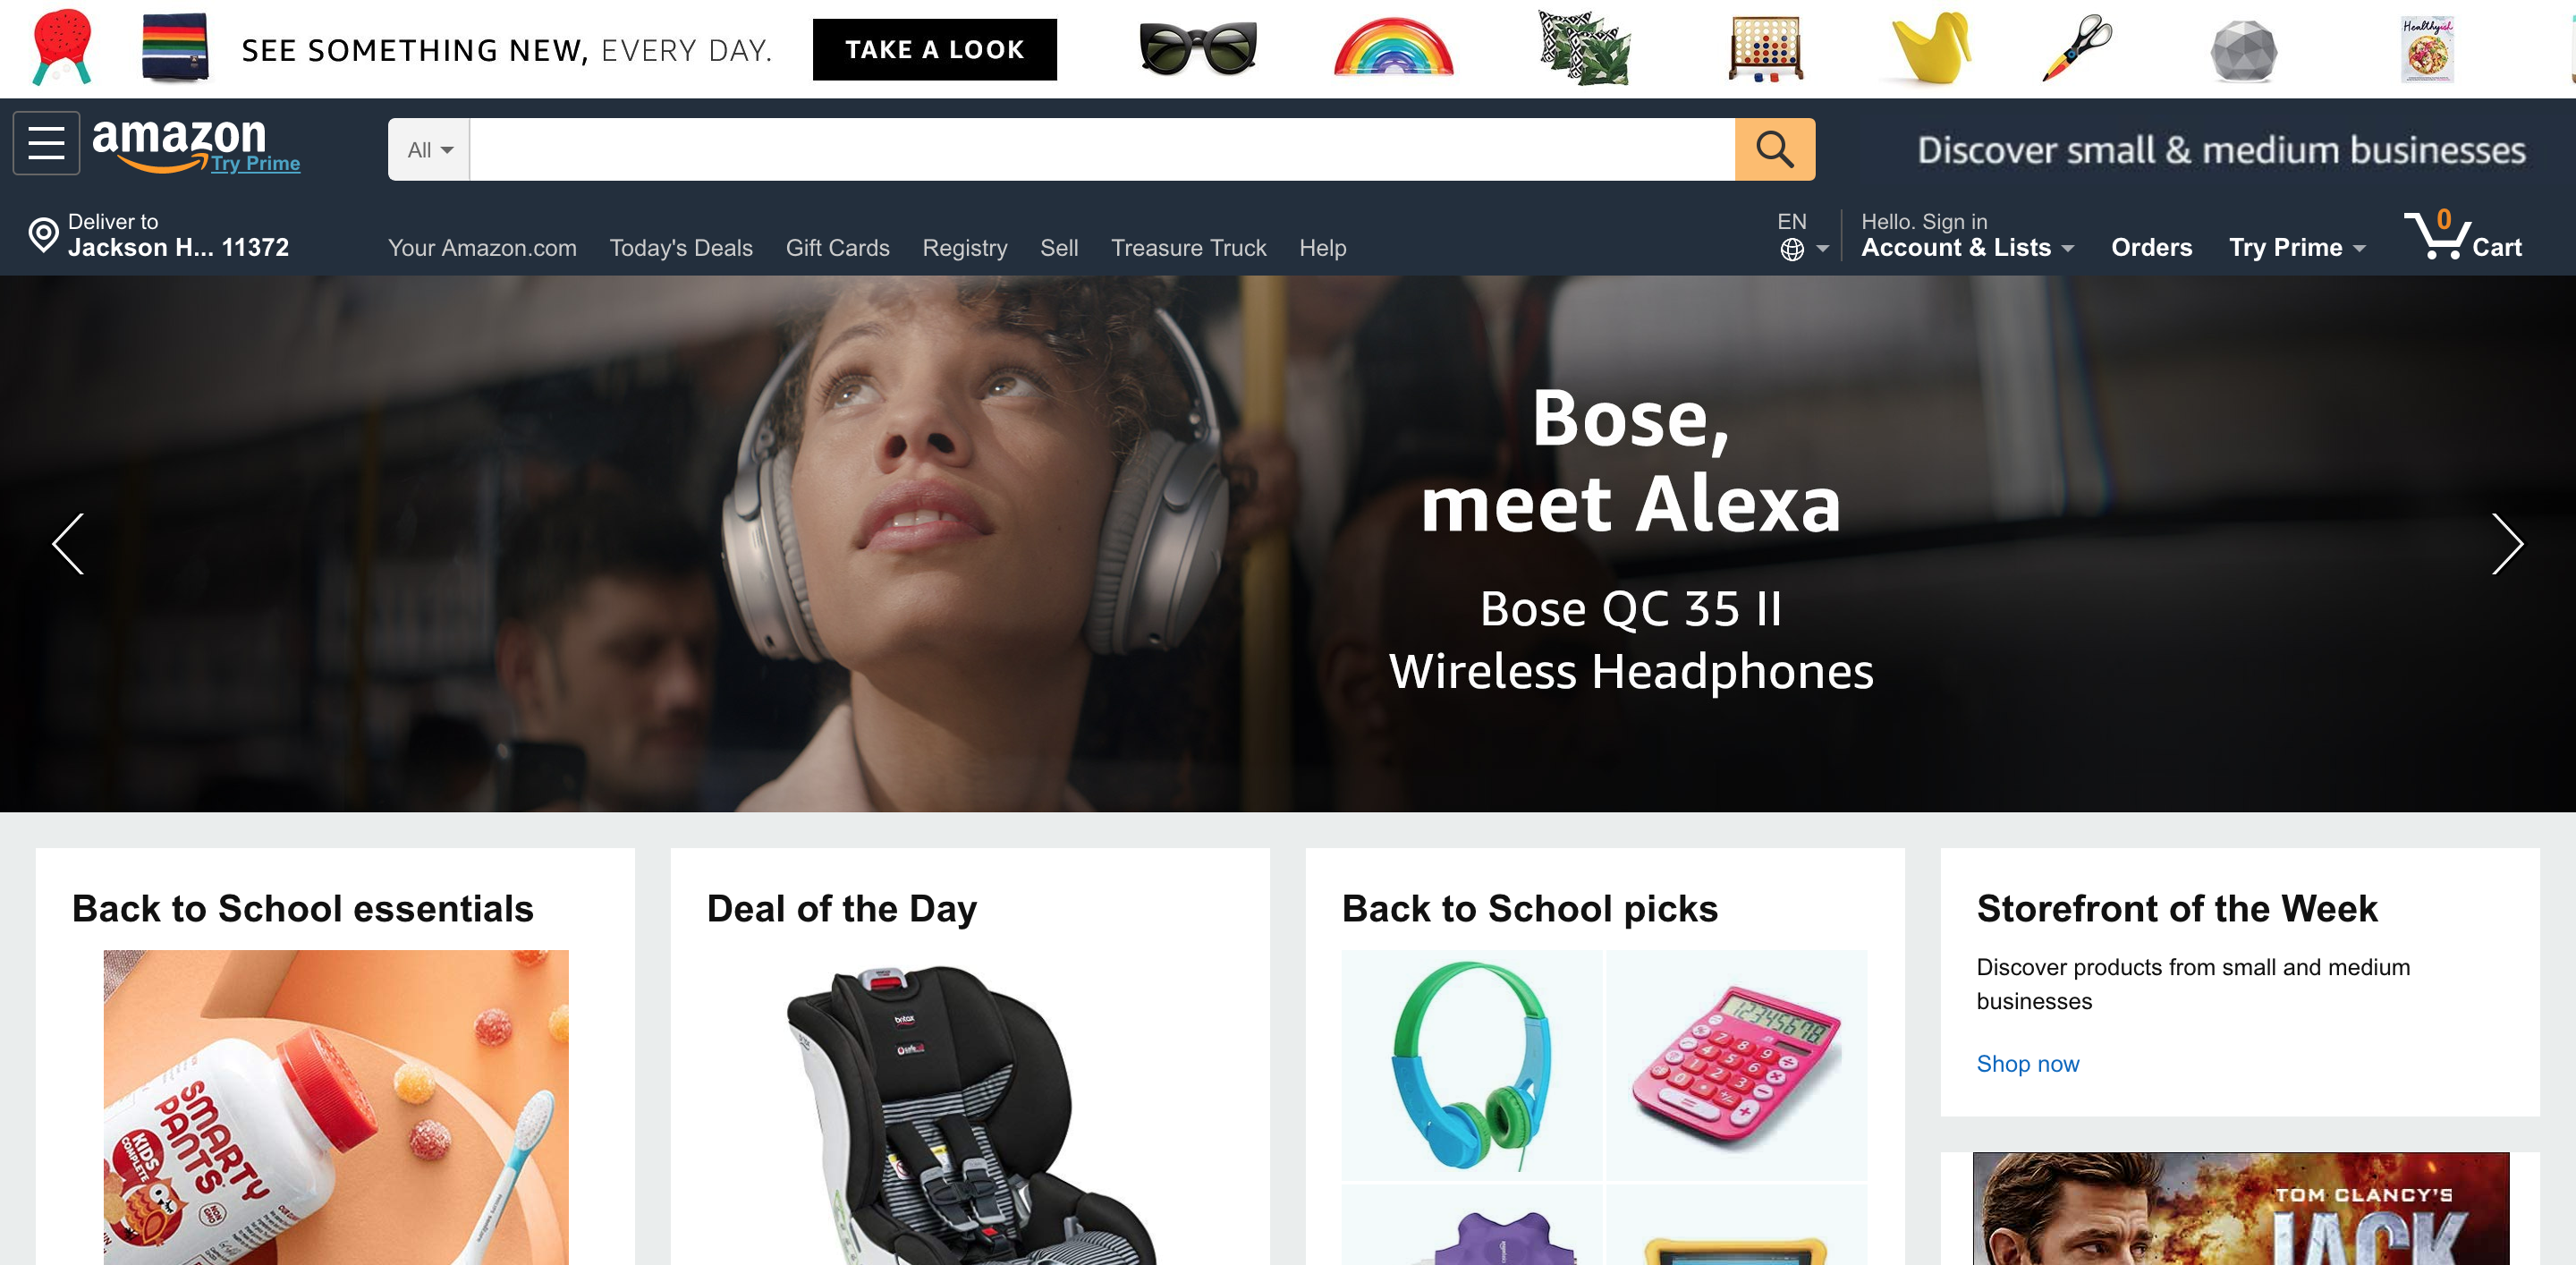 SEE SOMETHING NEW, EVERY DAY.
TAKE A LOOK
Healthyish
amazon
Try Prime
All
Discover small & medium businesses
Deliver to
Jackson H... 11372
Your Amazon.com Today's Deals Gift Cards Registry Sell Treasure Truck Help
EN
Hello. Sign in
Account & Lists
Orders
Try Prime
0
Cart
Bose,
meet Alexa
Bose QC 35 II
Wireless Headphones
Back to School essentials
SMARTY
PANTS
KIDS
COMPLETE
NON
GMO
Deal of the Day
britax
Back to School picks
12345678
Storefront of the Week
Discover products from small and medium
businesses
Shop now
TOM CLANCY'S
JACK